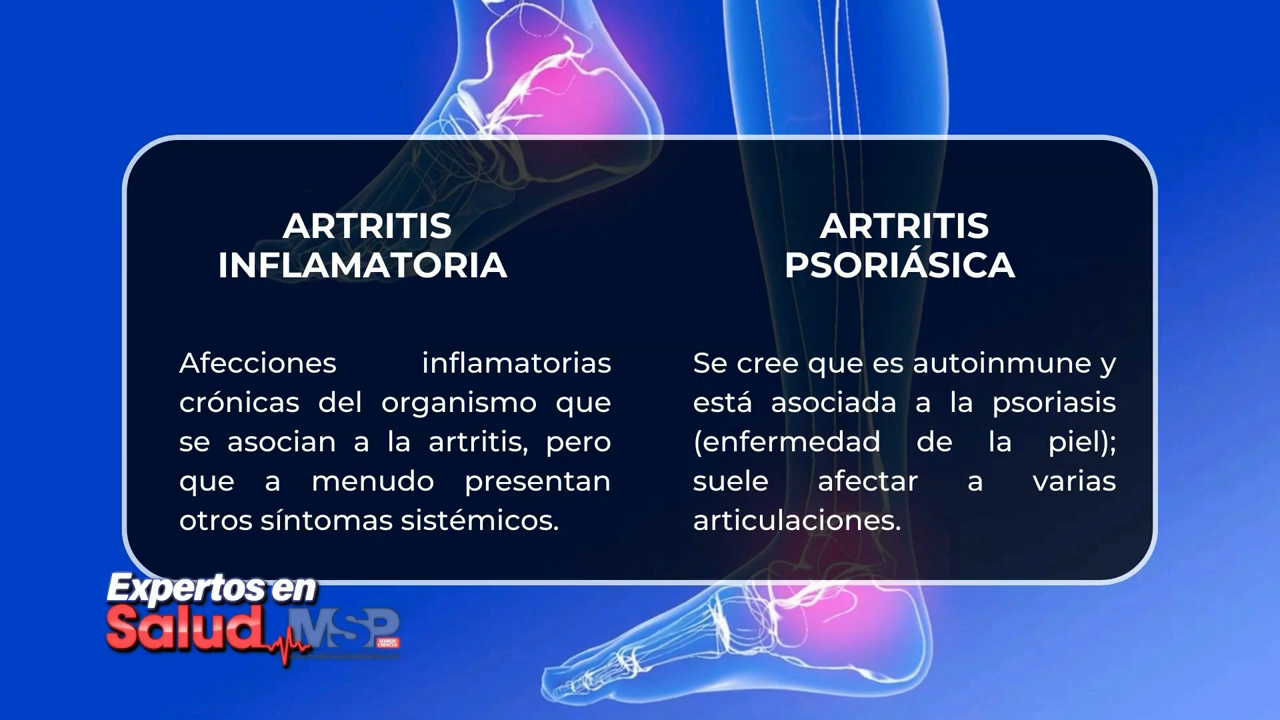 ARTRITIS
INFLAMATORIA
Afecciones inflamatorias
crónicas del organismo que
se asocian a la artritis, pero
que a menudo presentan
otros síntomas sistémicos.
ARTRITIS
PSORIÁSICA
Se cree que es autoinmune y
está asociada a la psoriasis
(enfermedad de la piel);
suele afectar a varias
articulaciones.
Expertos en
Salud
MSP
SOMOS
CIENCIA